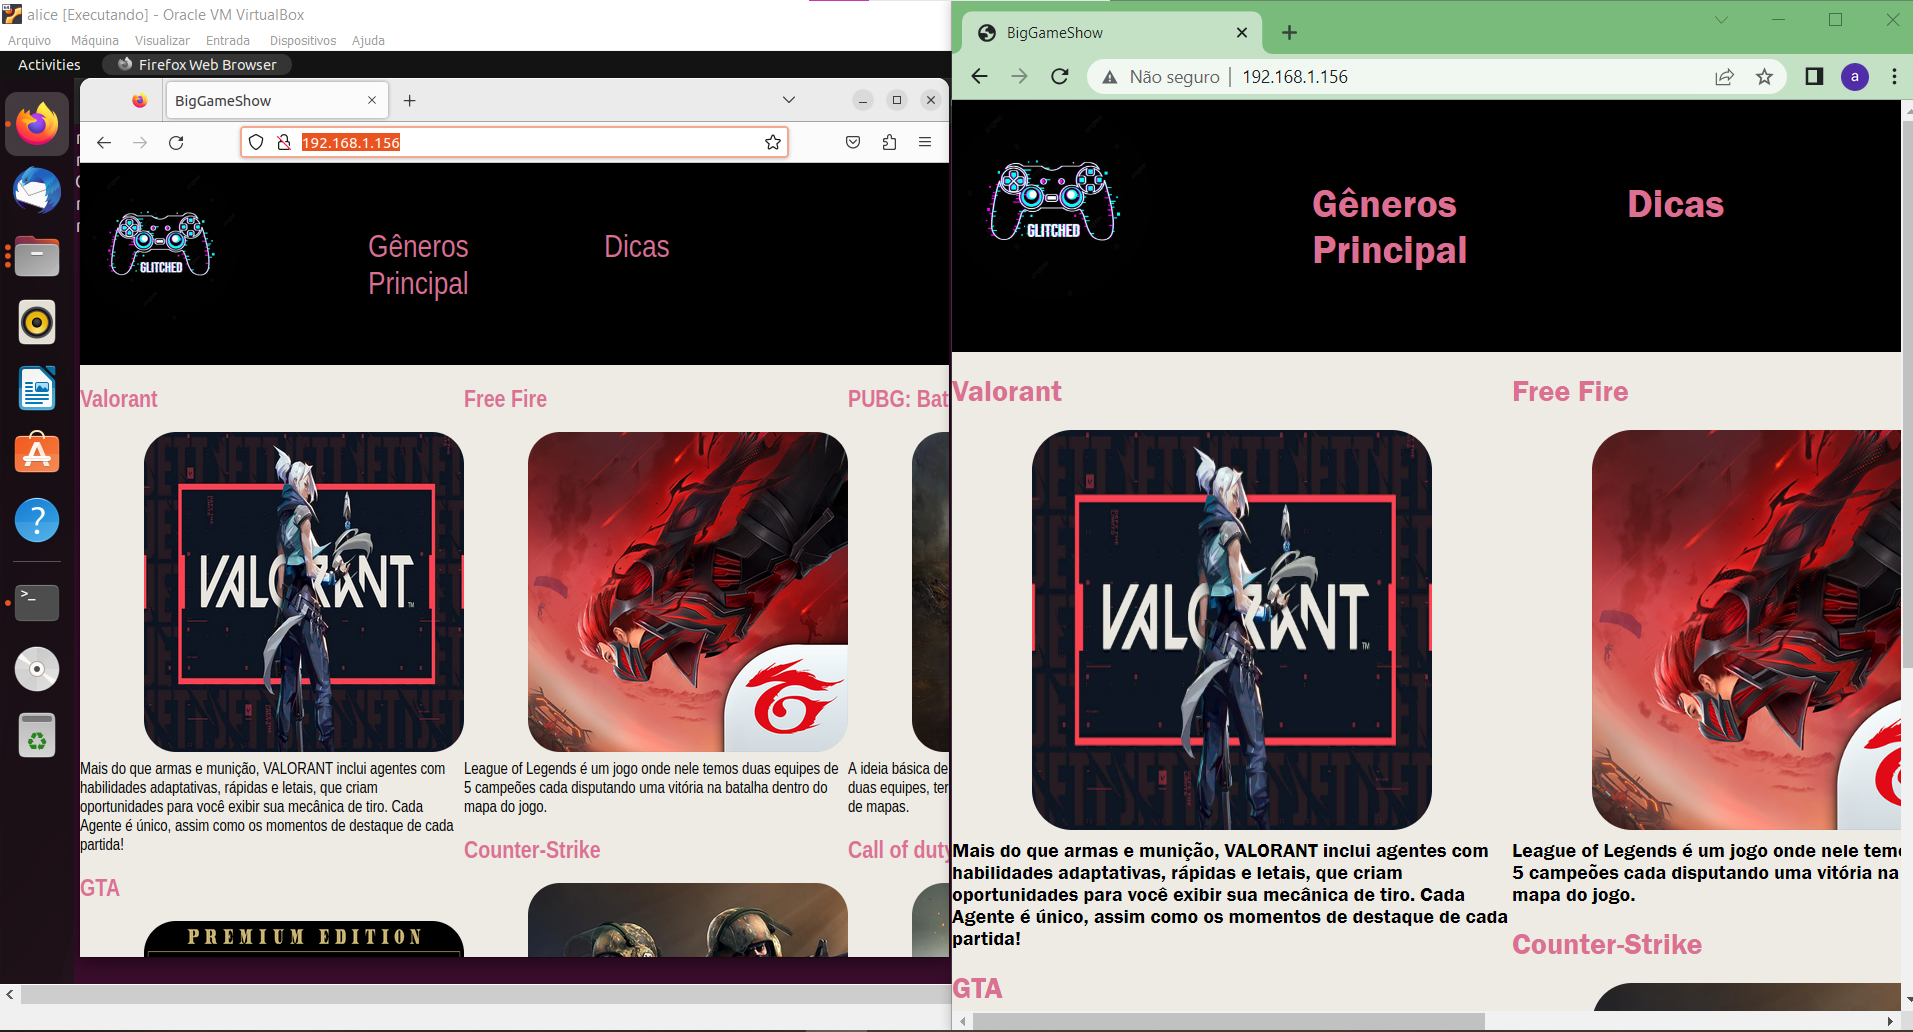 alice [Executando] - Oracle VM VirtualBox
Arquivo Máquina Visualizar Entrada Dispositivos Ajuda
Activities Firefox Web Browser
BigGameShow
192.168.1.156
GLITCHED
Gêneros Dicas
Principal
Valorant Free Fire PUBG: Bat
VALORANT
Mais do que armas e munição, VALORANT inclui agentes com
habilidades adaptativas, rápidas e letais, que criam
oportunidades para você exibir sua mecânica de tiro. Cada
Agente é único, assim como os momentos de destaque de cada
partida!
League of Legends é um jogo onde nele temos duas equipes de
5 campeões cada disputando uma vitória na batalha dentro do
mapa do jogo.
A ideia básica de
duas equipes, ter
de mapas.
Counter-Strike Call of duty
GTA
PREMIUM EDITION
BigGameShow
Não seguro 192.168.1.156
a
GLITCHED
Gêneros Dicas
Principal
Valorant Free Fire
VALORANT
Mais do que armas e munição, VALORANT inclui agentes com
habilidades adaptativas, rápidas e letais, que criam
oportunidades para você exibir sua mecânica de tiro. Cada
Agente é único, assim como os momentos de destaque de cada
partida!
League of Legends é um jogo onde nele tem
5 campeões cada disputando uma vitória na
mapa do jogo.
Counter-Strike
GTA